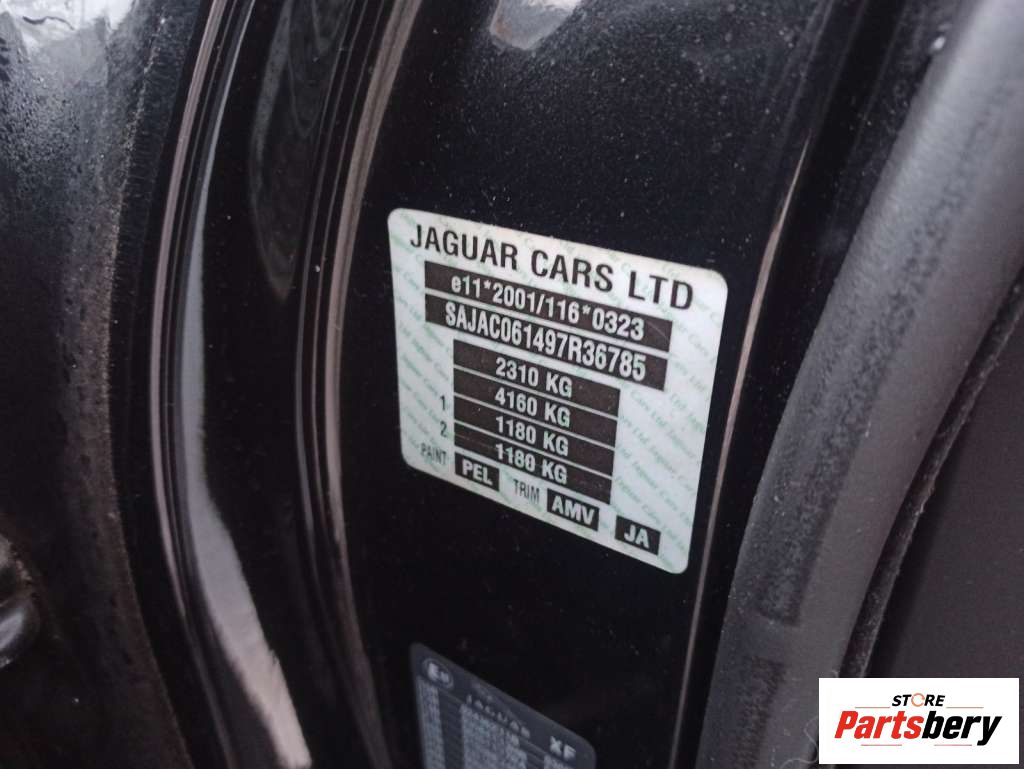 JAGUAR CARS LTD
e11*2001/116*0323
SAJAC061497R36785
2310 KG
1 4160 KG
2 1180 KG
1180 KG
PAINT PEL TRIM AMV JA
JAGUAR XF
STORE
Partsbery